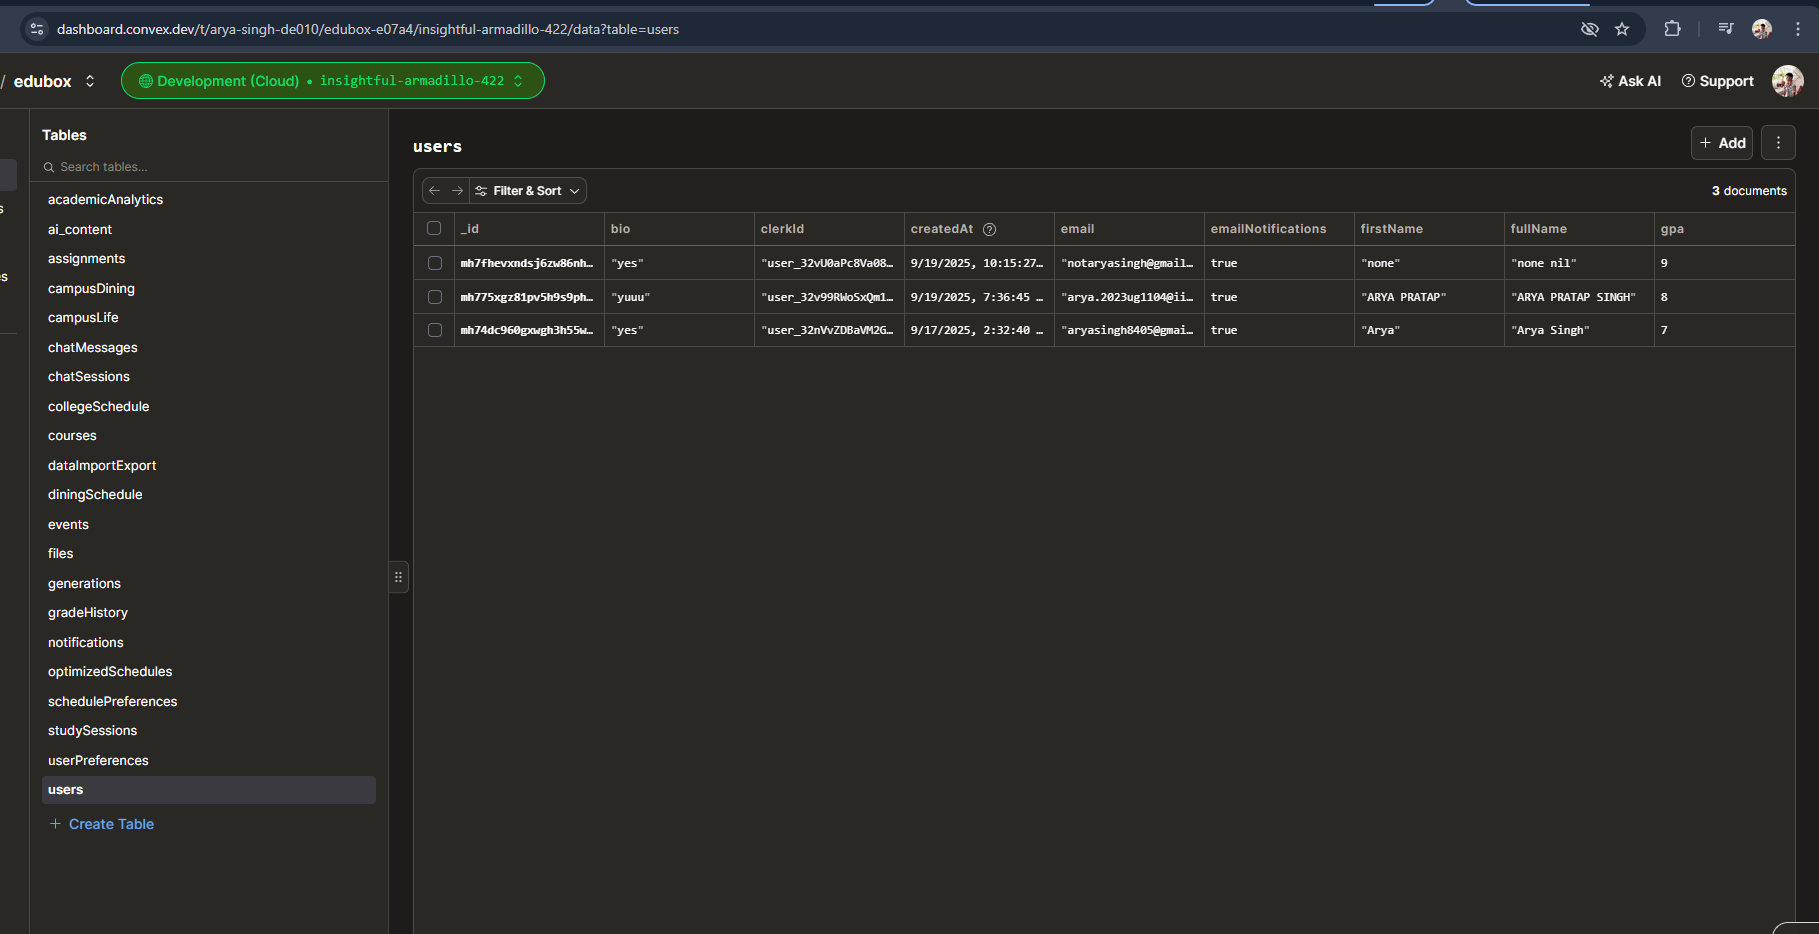 dashboard.convex.dev/t/arya-singh-de010/edubox-e07a4/insightful-armadillo-422/data?table=users
/ edubox
Development (Cloud) • insightful-armadillo-422
Ask AI
Support
Tables
Search tables...
academicAnalytics
ai_content
assignments
campusDining
campusLife
chatMessages
chatSessions
collegeSchedule
courses
dataImportExport
diningSchedule
events
files
generations
gradeHistory
notifications
optimizedSchedules
schedulePreferences
studySessions
userPreferences
users
+ Create Table
users
+ Add
Filter & Sort
3 documents
_id bio clerkId createdAt email emailNotifications firstName fullName gpa
mh7fhevxndsj6zw86nh… "yes" "user_32vU0aPc8Va08… 9/19/2025, 10:15:27… "notaryasingh@gmail… true "none" "none nil" 9
mh775xgz81pv5h9s9ph… "yuuu" "user_32v99RWoSxQm1… 9/19/2025, 7:36:45 … "arya.2023ug1104@ii… true "ARYA PRATAP" "ARYA PRATAP SINGH" 8
mh74dc960gxwgh3h55w… "yes" "user_32nVvZDBaVM2G… 9/17/2025, 2:32:40 … "aryasingh8405@gmai… true "Arya" "Arya Singh" 7